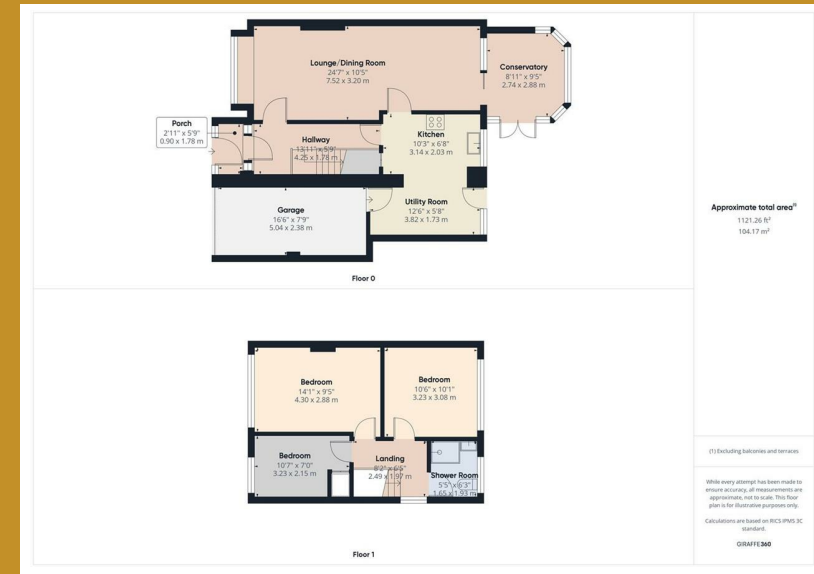 Lounge/Dining Room
24'7" x 10'5"
7.52 x 3.20 m
Conservatory
8'11" x 9'5"
2.74 x 2.88 m
Porch
2'11" x 5'9"
0.90 x 1.78 m
Hallway
13'11" x 5'9"
4.25 x 1.78 m
Kitchen
10'3" x 6'8"
3.14 x 2.03 m
Garage
16'6" x 7'9"
5.04 x 2.38 m
Utility Room
12'6" x 5'8"
3.82 x 1.73 m
Floor 0
Bedroom
14'1" x 9'5"
4.30 x 2.88 m
Bedroom
10'6" x 10'1"
3.23 x 3.08 m
Bedroom
10'7" x 7'0"
3.23 x 2.15 m
Landing
8'2" x 6'5"
2.49 x 1.97 m
Shower Room
5'5" x 6'3"
1.65 x 1.93 m
Floor 1
Approximate total area⁽¹⁾
1121.26 ft²
104.17 m²
(1) Excluding balconies and terraces
While every attempt has been made to
ensure accuracy, all measurements are
approximate, not to scale. This floor
plan is for illustrative purposes only.
Calculations are based on RICS IPMS 3C
standard.
GIRAFFE360